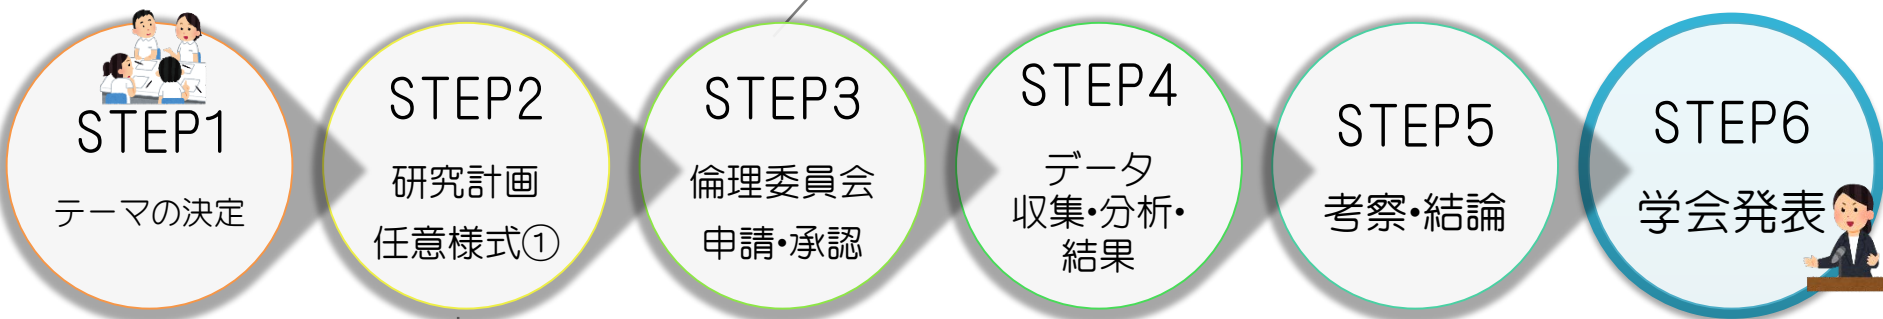 STEP1
テーマの決定
STEP2
研究計画
任意様式①
STEP3
倫理委員会
申請・承認
STEP4
データ
収集・分析・
結果
STEP5
考察・結論
STEP6
学会発表